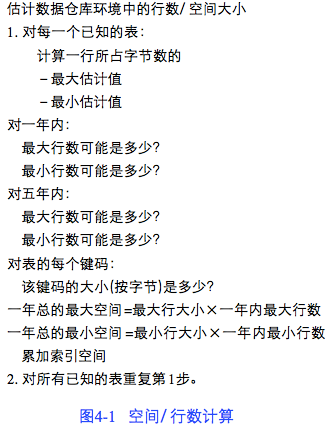 估计数据仓库环境中的行数/空间大小
1. 对每一个已知的表：
计算一行所占字节数的
－最大估计值
－最小估计值
对一年内：
最大行数可能是多少？
最小行数可能是多少？
对五年内：
最大行数可能是多少？
最小行数可能是多少？
对表的每个键码：
该键码的大小(按字节)是多少？
一年总的最大空间=最大行大小×一年内最大行数
一年总的最小空间=最小行大小×一年内最小行数
累加索引空间
2. 对所有已知的表重复第1步。
图4-1 空间/行数计算